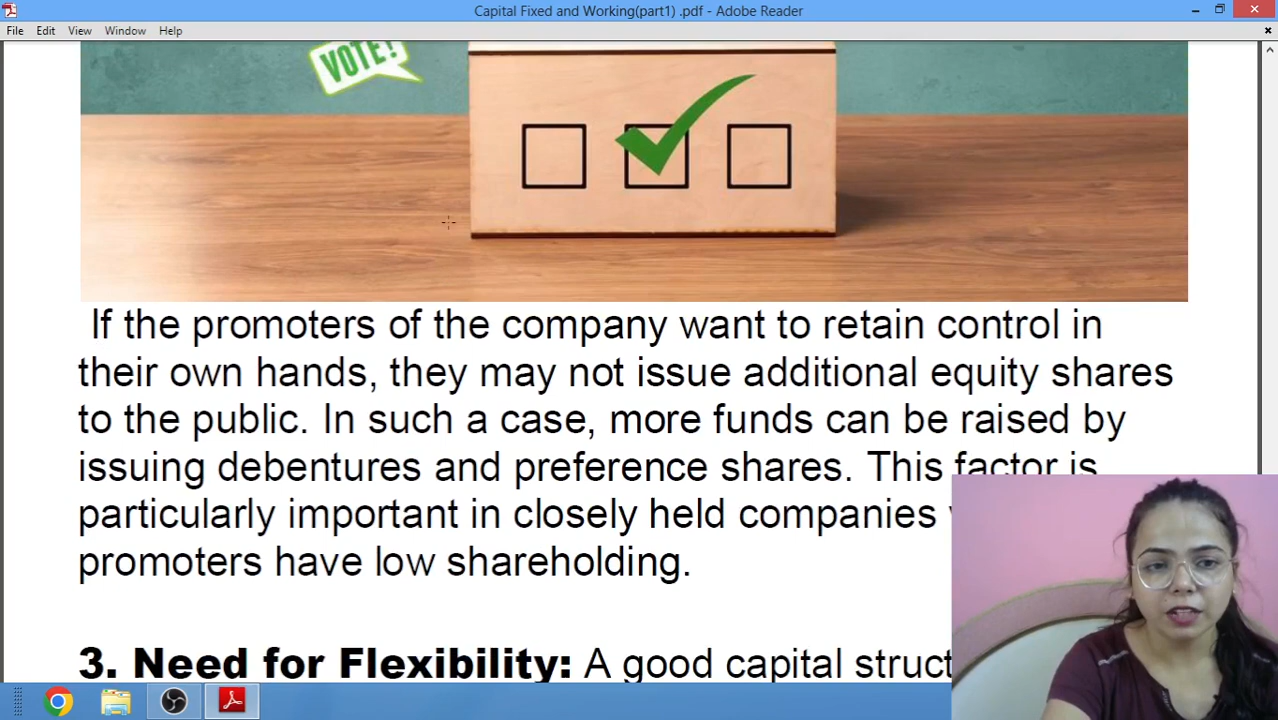 Capital Fixed and Working(part1) .pdf - Adobe Reader
File Edit View Window Help
VOTE!
If the promoters of the company want to retain control in
their own hands, they may not issue additional equity shares
to the public. In such a case, more funds can be raised by
issuing debentures and preference shares. This factor is
particularly important in closely held companies
promoters have low shareholding.
3. Need for Flexibility: A good capital